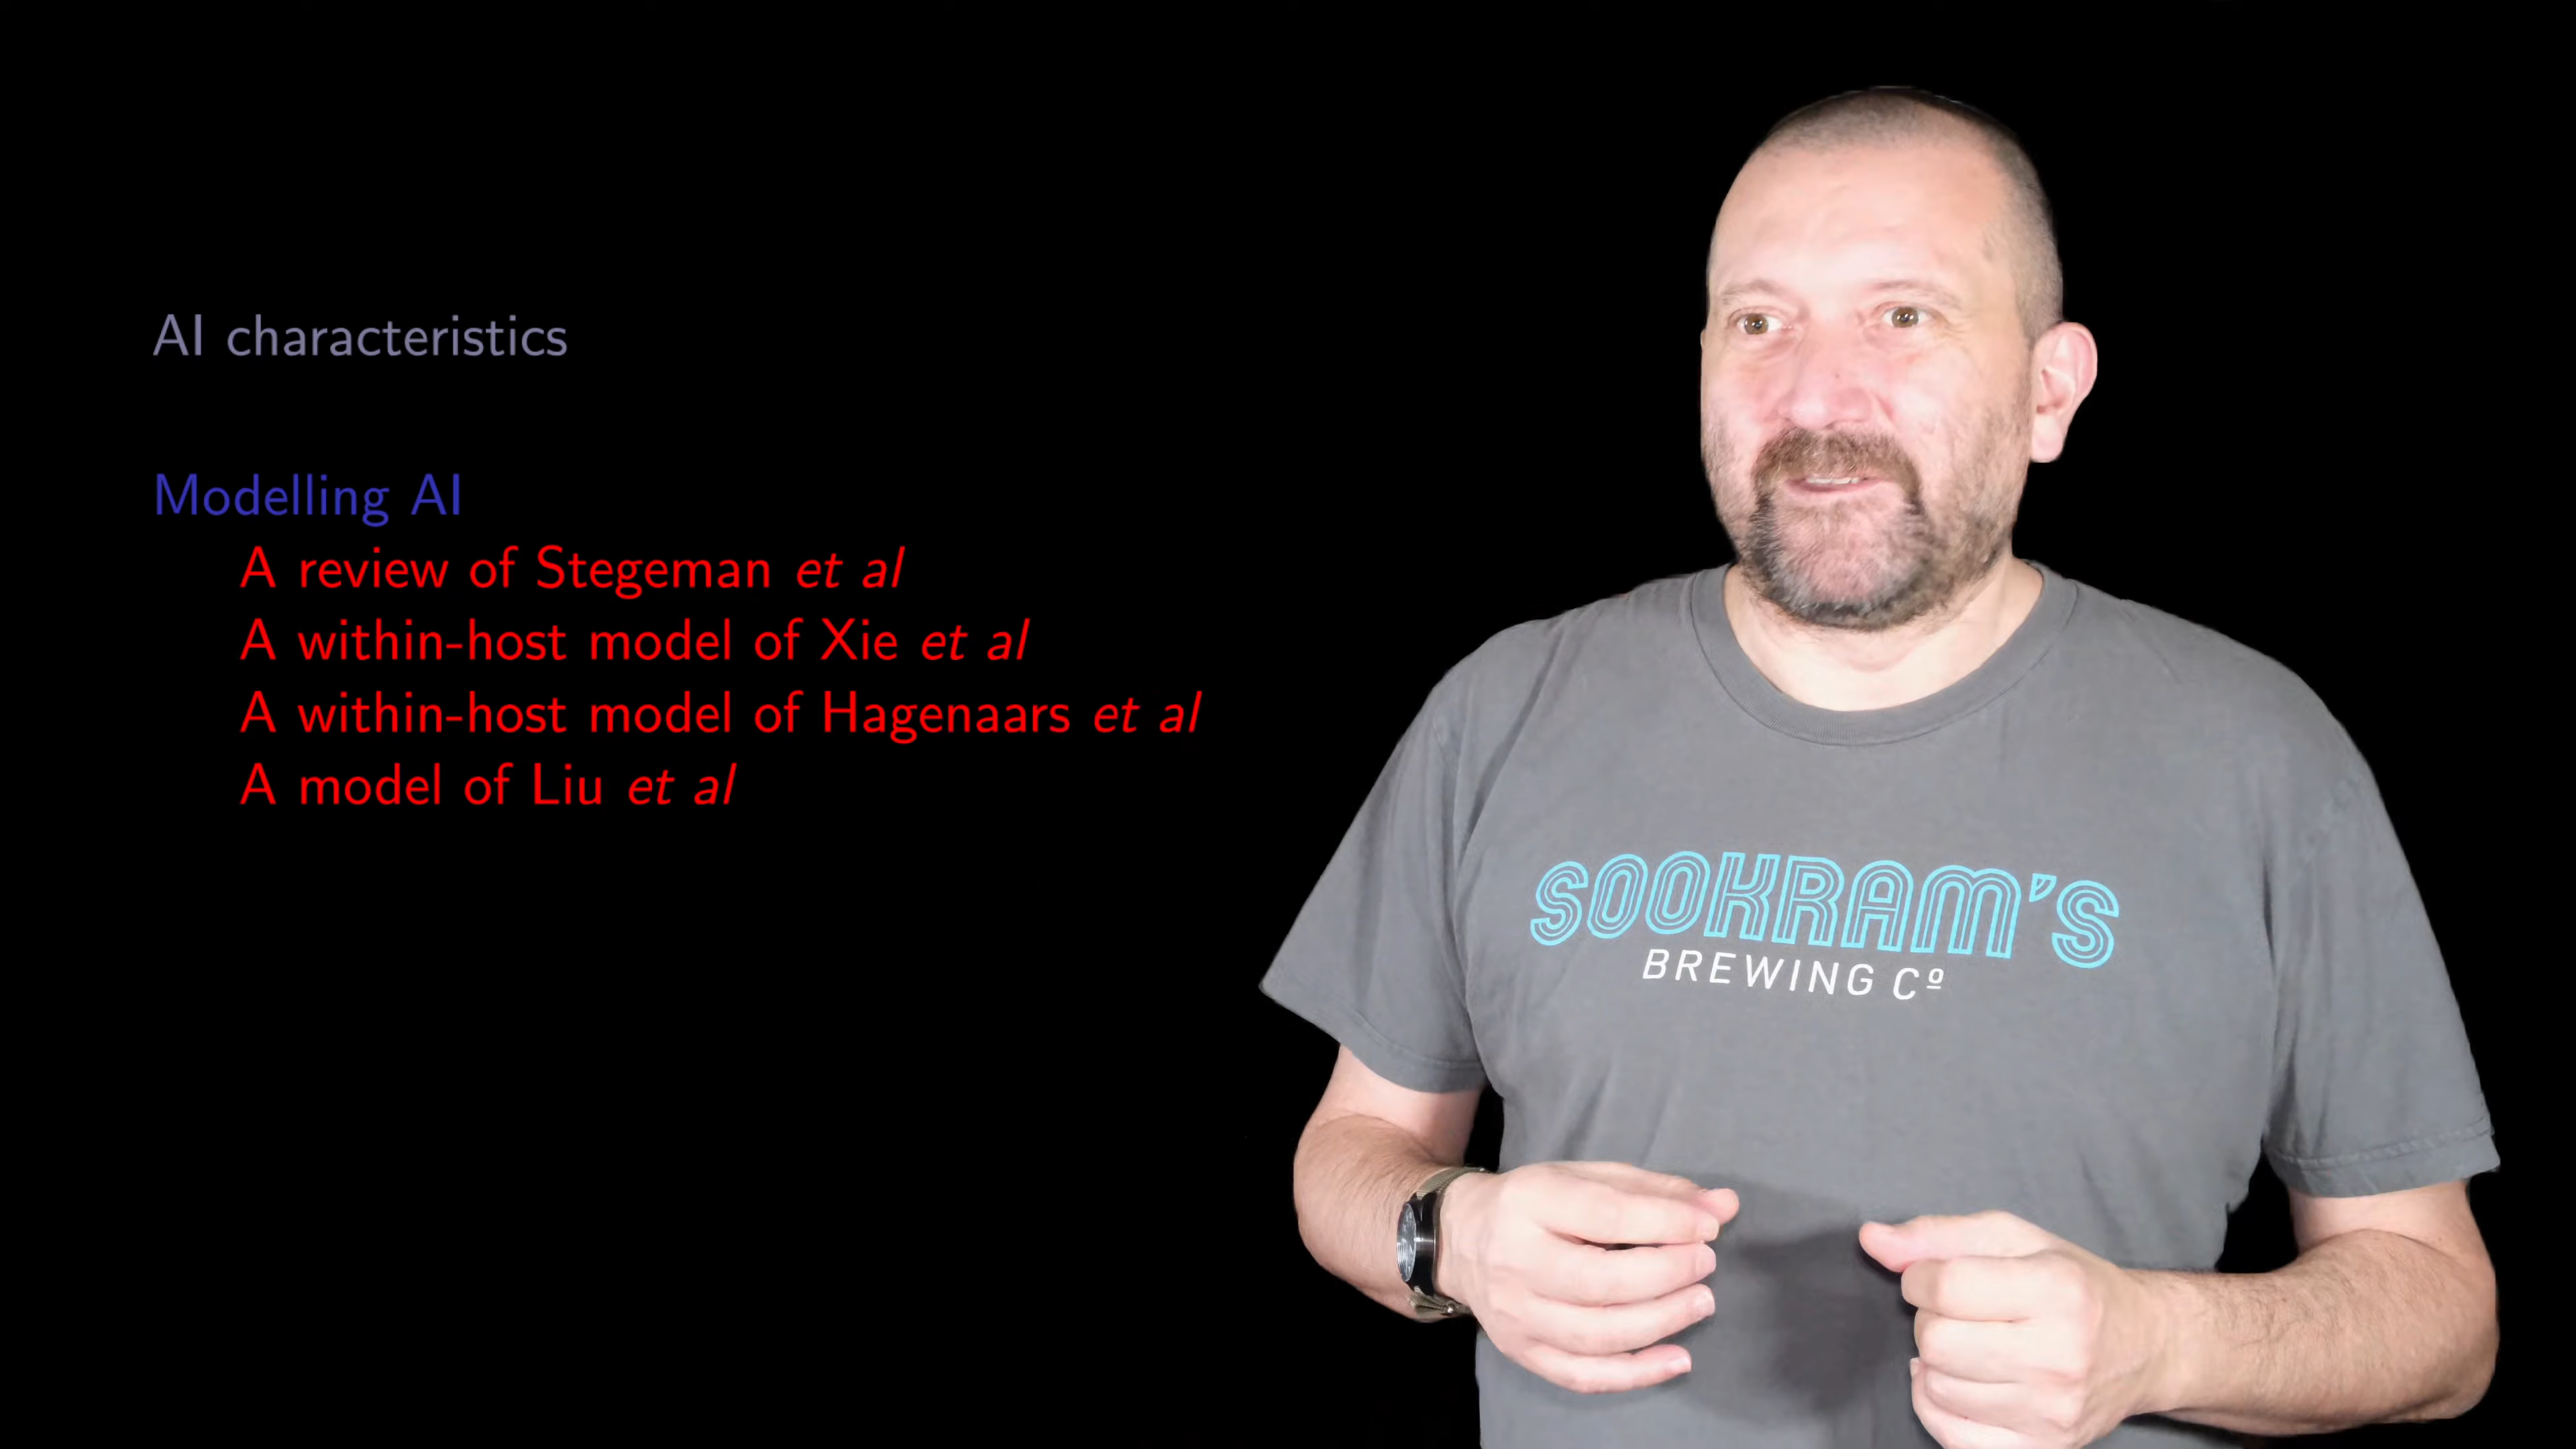 AI characteristics
Modelling AI
A review of Stegeman et al
A within-host model of Xie et al
A within-host model of Hagenaars et al
A model of Liu et al
SOOKRAM'S
BREWING Cº